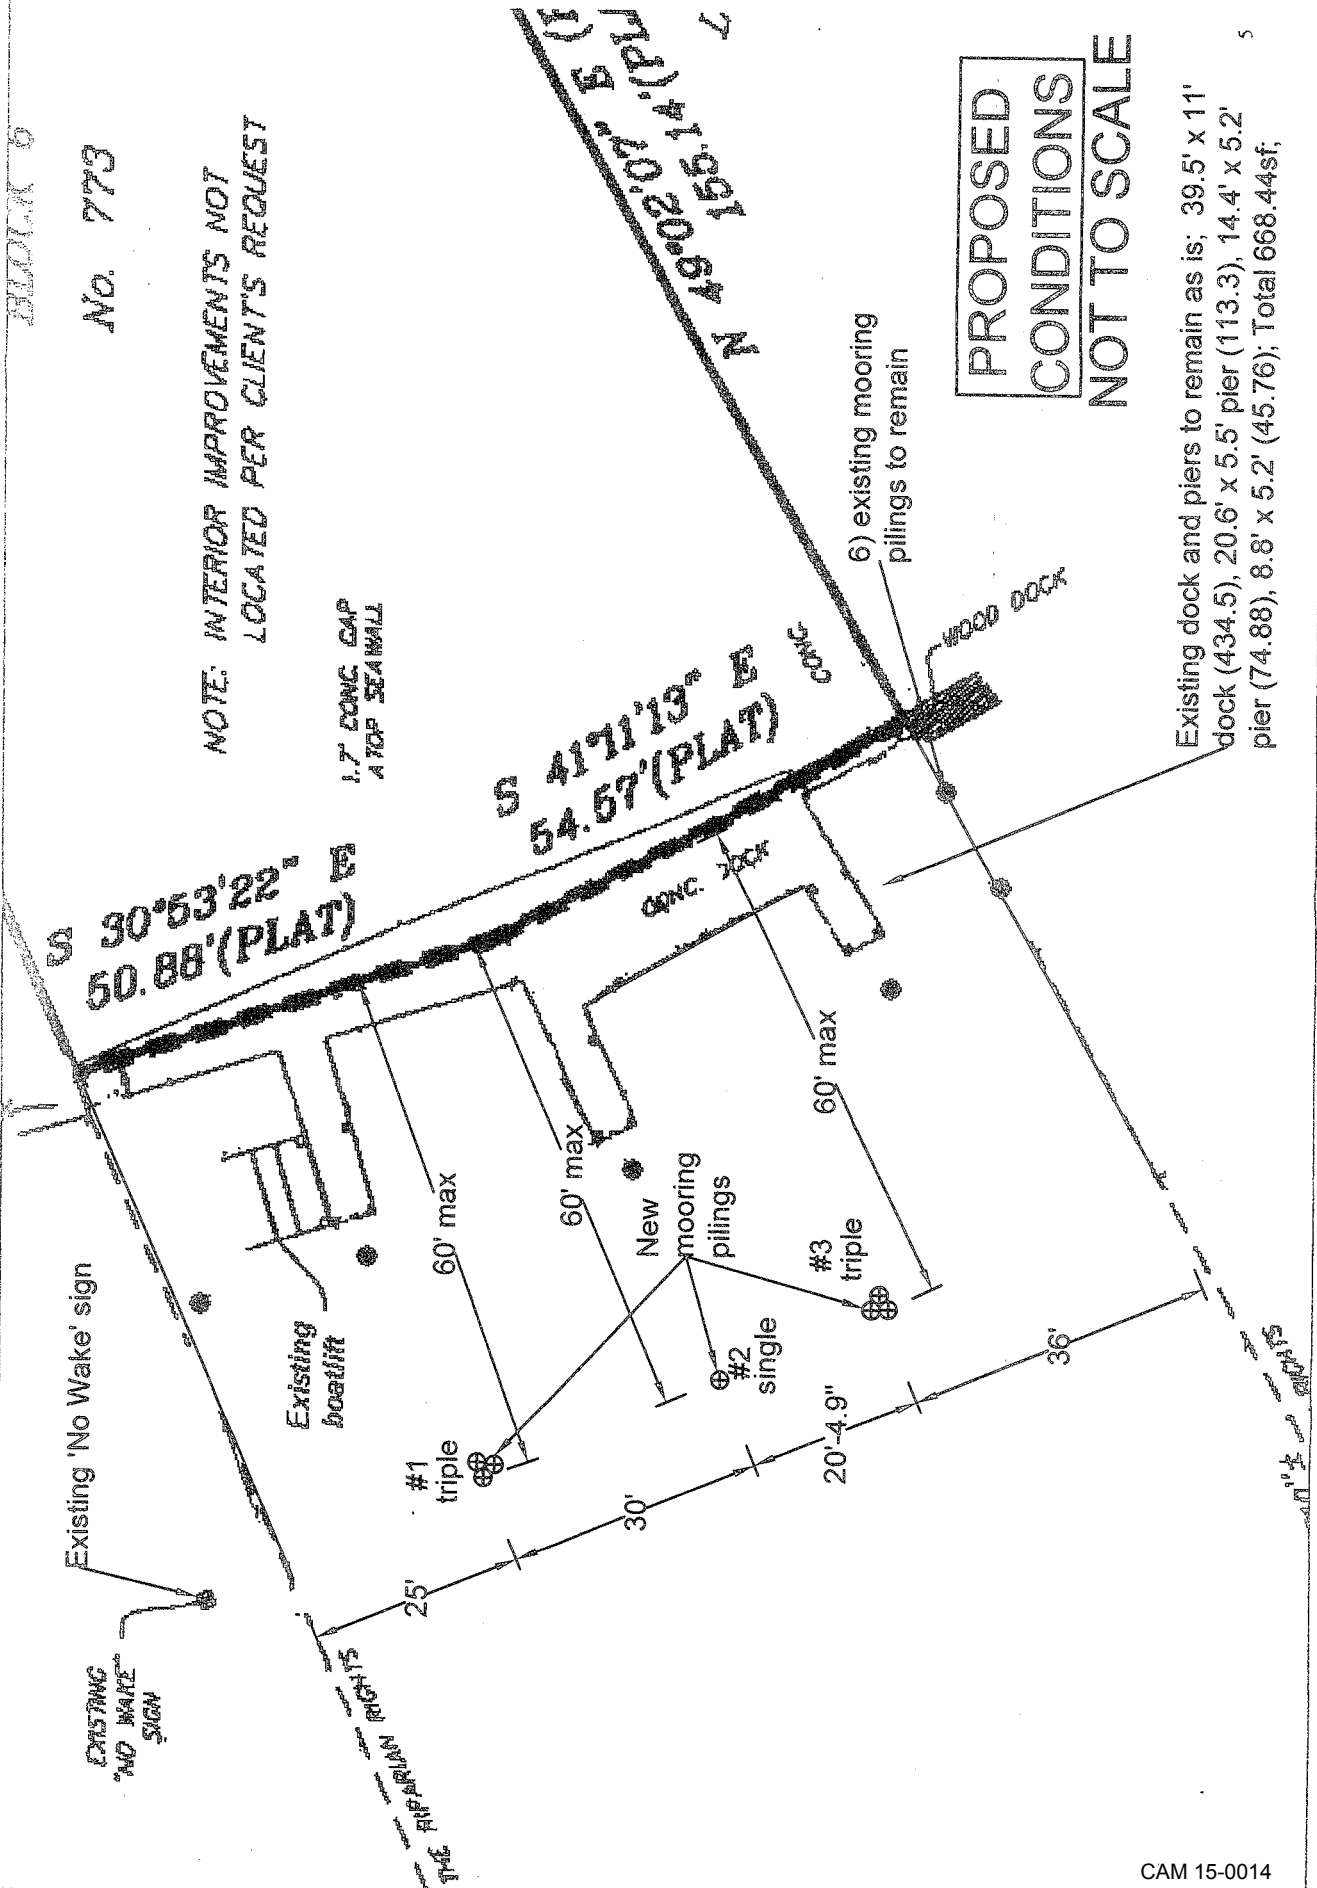 BLOCK 6
No. 773
NOTE: INTERIOR IMPROVEMENTS NOT
LOCATED PER CLIENT'S REQUEST
1.7' CONC. CAP
ATOP SEAWALL
S 30°53'22" E
50.88'(PLAT)
S 41°11'13" E
54.57'(PLAT)
N 49°02'07" E
155.14'
CONC.
CONC. DOCK
WOOD DOCK
6) existing mooring
pilings to remain
PROPOSED
CONDITIONS
NOT TO SCALE
5
Existing dock and piers to remain as is; 39.5' x 11'
dock (434.5), 20.6' x 5.5' pier (113.3), 14.4' x 5.2'
pier (74.88), 8.8' x 5.2' (45.76); Total 668.44sf;
Existing 'No Wake' sign
EXISTING
"NO WAKE"
SIGN
Existing
boatlift
60' max
60' max
60' max
New
mooring
pilings
#1
triple
#2
single
#3
triple
25'
30'
20'-4.9"
36'
THE RIPARIAN RIGHTS
RIGHTS
CAM 15-0014